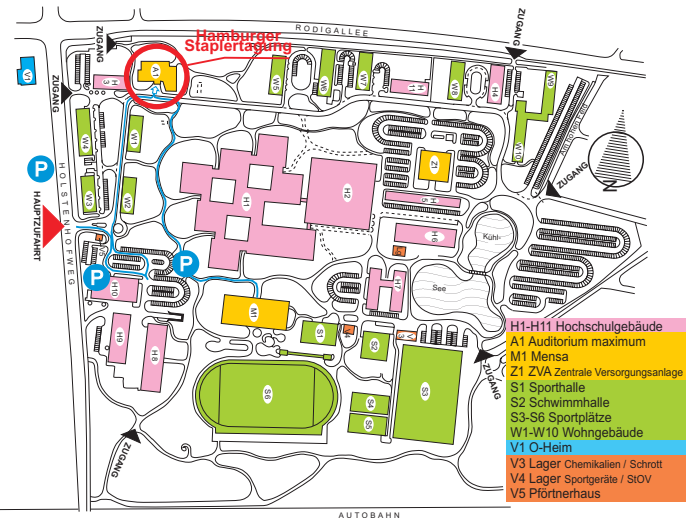 RODIGALLEE
Hamburger
Staplertagung
ZUGANG
ZUGANG
ZUGANG
V1
A1
H3
W5
W6
W7
H11
W8
H4
W9
W10
W4
W1
W3
W2
Z1
ZUGANG
N
P
HOLSTENHOFWEG
HAUPTZUFAHRT
H1
H2
H5
H6
Kühl-
See
V5
P
P
H10
H7
M1
H9
H8
S1
V4
S2
V3
S6
S4
S5
S3
ZUGANG
ZUGANG
AUTOBAHN
H1-H11 Hochschulgebäude
A1 Auditorium maximum
M1 Mensa
Z1 ZVA Zentrale Versorgungsanlage
S1 Sporthalle
S2 Schwimmhalle
S3-S6 Sportplätze
W1-W10 Wohngebäude
V1 O-Heim
V3 Lager Chemikalien / Schrott
V4 Lager Sportgeräte / StOV
V5 Pförtnerhaus